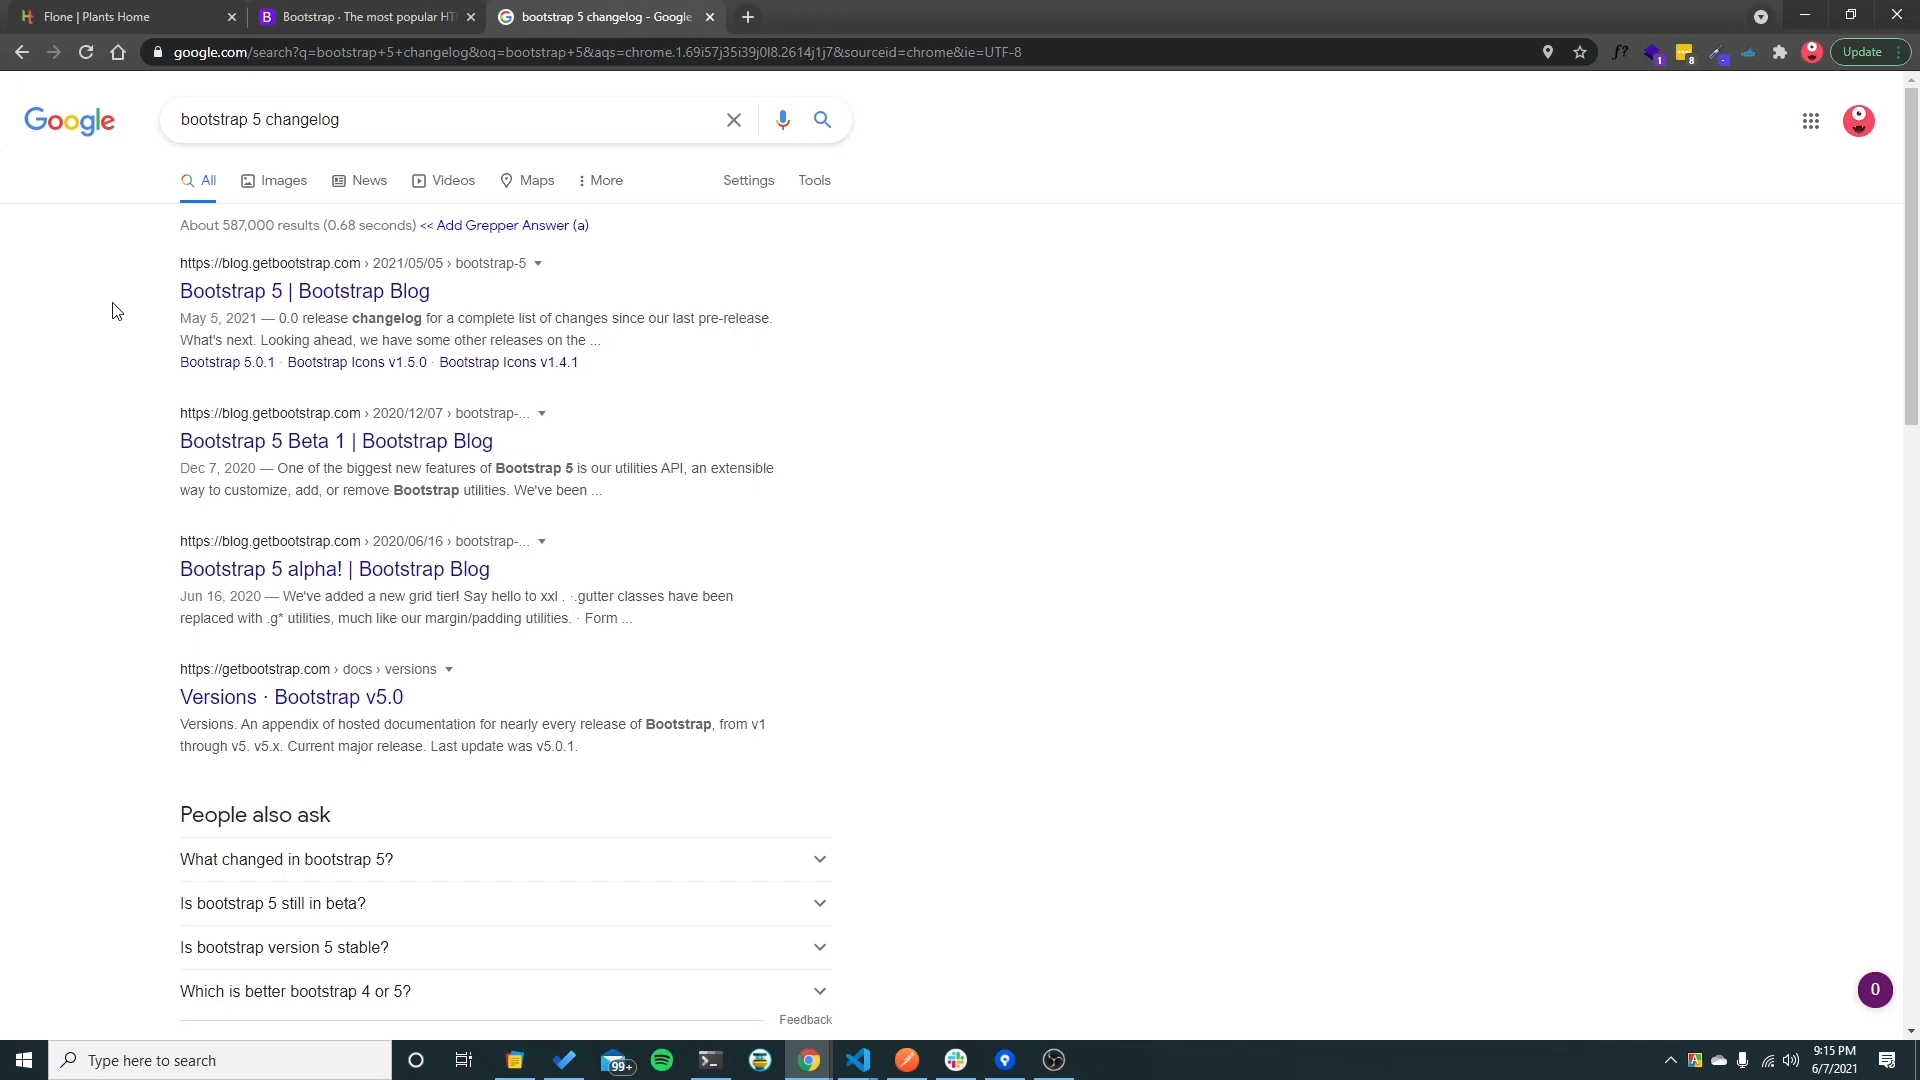 Flone | Plants Home
Bootstrap · The most popular HT
bootstrap 5 changelog - Google
google.com/search?q=bootstrap+5+changelog&oq=bootstrap+5&aqs=chrome.1.69i57j35i39j0l8.2614j1j7&sourceid=chrome&ie=UTF-8
f?
1
8
Update
Google
bootstrap 5 changelog
All
Images
News
Videos
Maps
More
Settings
Tools
About 587,000 results (0.68 seconds) << Add Grepper Answer (a)
https://blog.getbootstrap.com › 2021/05/05 › bootstrap-5
Bootstrap 5 | Bootstrap Blog
May 5, 2021 — 0.0 release changelog for a complete list of changes since our last pre-release.
What's next. Looking ahead, we have some other releases on the ...
Bootstrap 5.0.1 · Bootstrap Icons v1.5.0 · Bootstrap Icons v1.4.1
https://blog.getbootstrap.com › 2020/12/07 › bootstrap-...
Bootstrap 5 Beta 1 | Bootstrap Blog
Dec 7, 2020 — One of the biggest new features of Bootstrap 5 is our utilities API, an extensible
way to customize, add, or remove Bootstrap utilities. We've been ...
https://blog.getbootstrap.com › 2020/06/16 › bootstrap-...
Bootstrap 5 alpha! | Bootstrap Blog
Jun 16, 2020 — We've added a new grid tier! Say hello to xxl . · .gutter classes have been
replaced with .g* utilities, much like our margin/padding utilities. · Form ...
https://getbootstrap.com › docs › versions
Versions · Bootstrap v5.0
Versions. An appendix of hosted documentation for nearly every release of Bootstrap, from v1
through v5. v5.x. Current major release. Last update was v5.0.1.
People also ask
What changed in bootstrap 5?
Is bootstrap 5 still in beta?
Is bootstrap version 5 stable?
Which is better bootstrap 4 or 5?
Feedback
0
Type here to search
99+
A
9:15 PM
6/7/2021